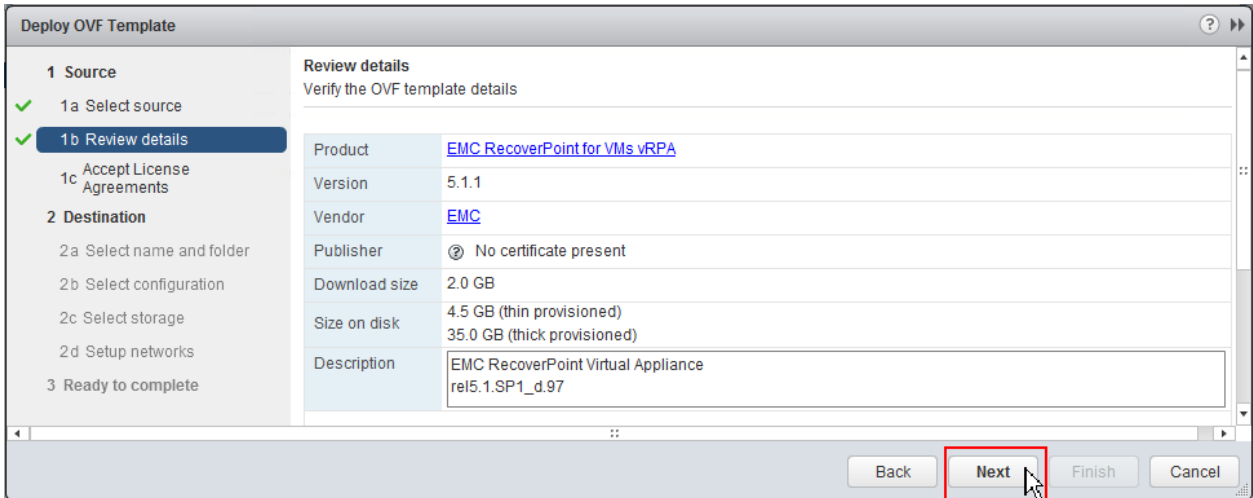 Deploy OVF Template
1 Source
1a Select source
1b Review details
1c Accept License
Agreements
2 Destination
2a Select name and folder
2b Select configuration
2c Select storage
2d Setup networks
3 Ready to complete
Review details
Verify the OVF template details
Product EMC RecoverPoint for VMs vRPA
Version 5.1.1
Vendor EMC
Publisher ? No certificate present
Download size 2.0 GB
Size on disk 4.5 GB (thin provisioned)
35.0 GB (thick provisioned)
Description EMC RecoverPoint Virtual Appliance
rel5.1.SP1_d.97
Back Next Finish Cancel